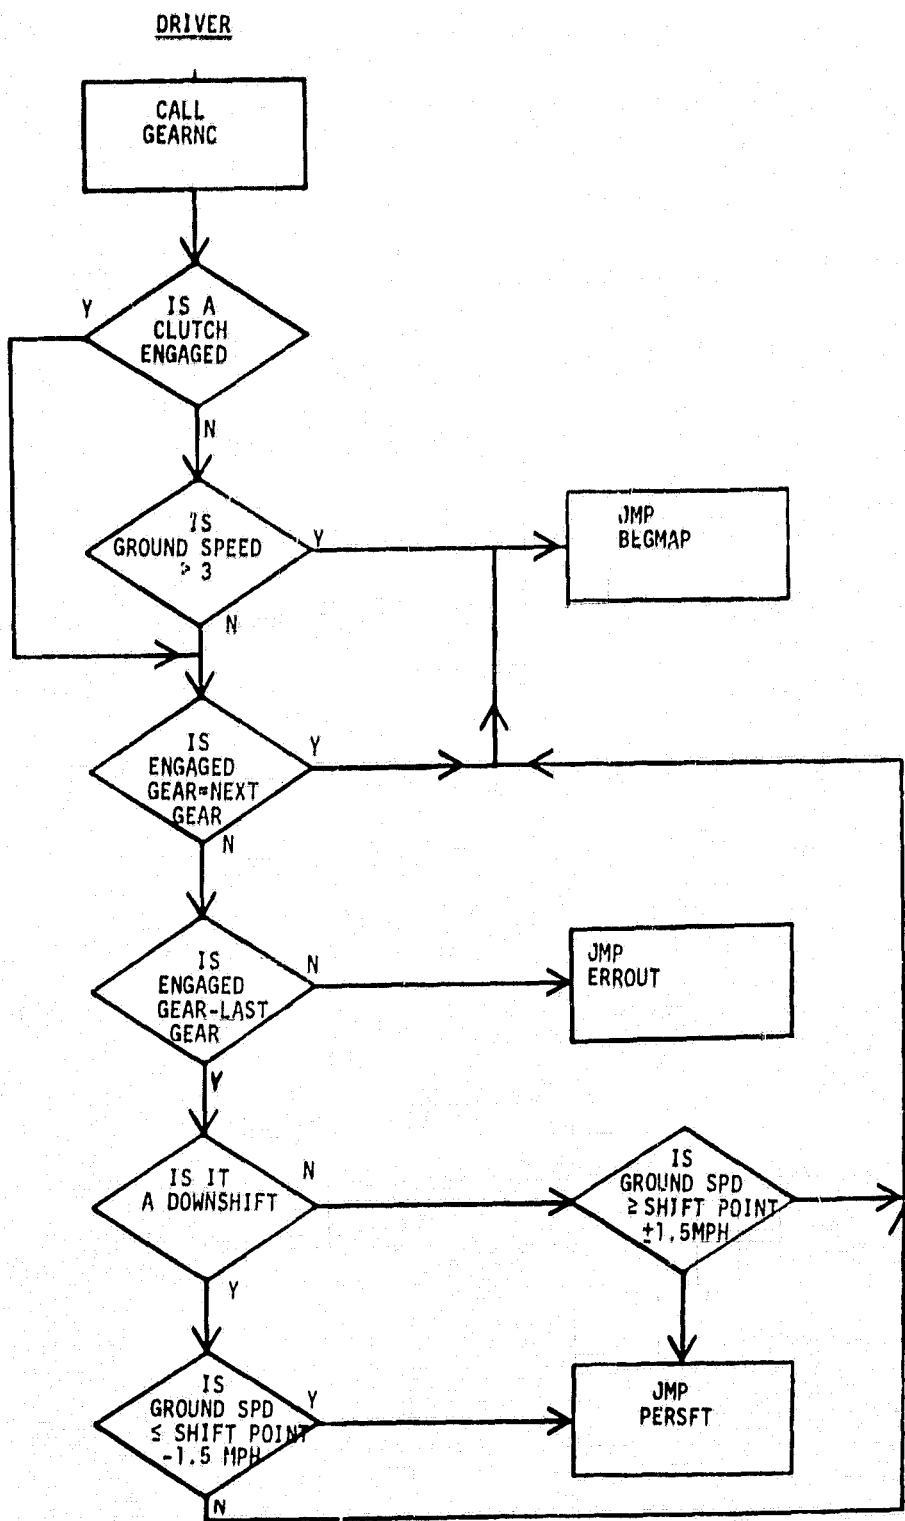 DRIVER
CALL
GEARNC
Y
IS A
CLUTCH
ENGAGED
N
IS
GROUND SPEED
≥ 3
Y
JMP
BEGMAP
N
IS
ENGAGED
GEAR=NEXT
GEAR
Y
N
IS
ENGAGED
GEAR-LAST
GEAR
N
JMP
ERROUT
Y
IS IT
A DOWNSHIFT
N
IS
GROUND SPD
≥ SHIFT POINT
±1.5MPH
Y
IS
GROUND SPD
≤ SHIFT POINT
-1.5 MPH
Y
JMP
PERSFT
N